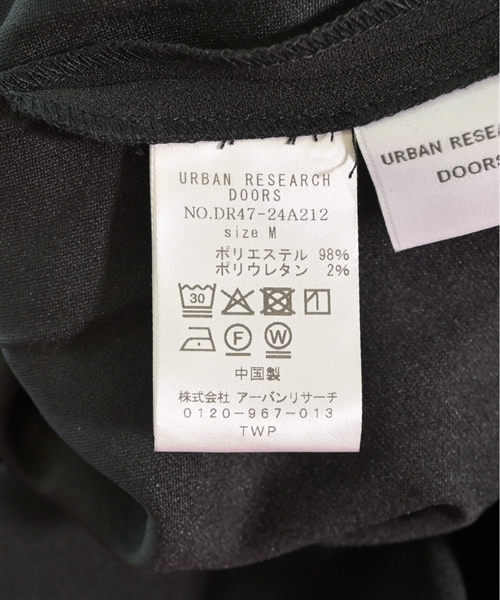 URBAN RESEARCH
DOORS
NO.DR47-24A212
size M
ポリエステル 98%
ポリウレタン 2%
30
F W
中国製
株式会社 アーバンリサーチ
0120-967-013
TWP
URBAN
DOORS